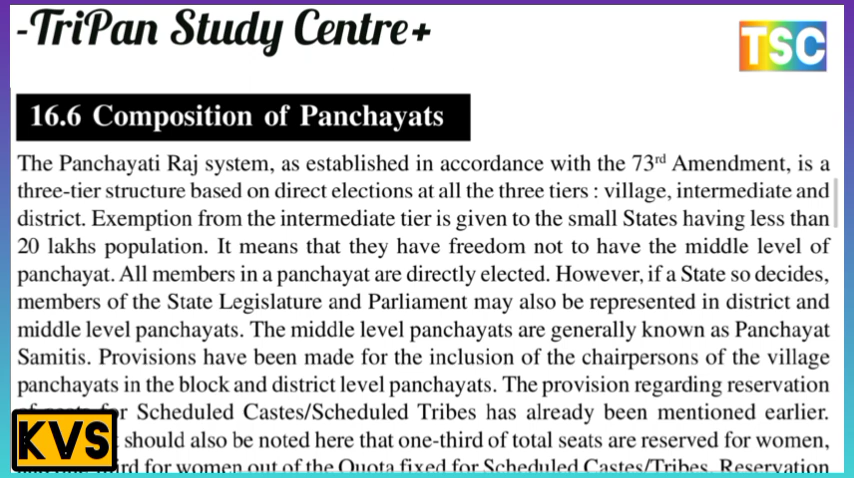 -TriPan Study Centre+
TSC
16.6 Composition of Panchayats
The Panchayati Raj system, as established in accordance with the 73rd Amendment, is a
three-tier structure based on direct elections at all the three tiers : village, intermediate and
district. Exemption from the intermediate tier is given to the small States having less than
20 lakhs population. It means that they have freedom not to have the middle level of
panchayat. All members in a panchayat are directly elected. However, if a State so decides,
members of the State Legislature and Parliament may also be represented in district and
middle level panchayats. The middle level panchayats are generally known as Panchayat
Samitis. Provisions have been made for the inclusion of the chairpersons of the village
panchayats in the block and district level panchayats. The provision regarding reservation
for Scheduled Castes/Scheduled Tribes has already been mentioned earlier.
KVS should also be noted here that one-third of total seats are reserved for women,
for women out of the Quota fixed for Scheduled Castes/Tribes. Reservation